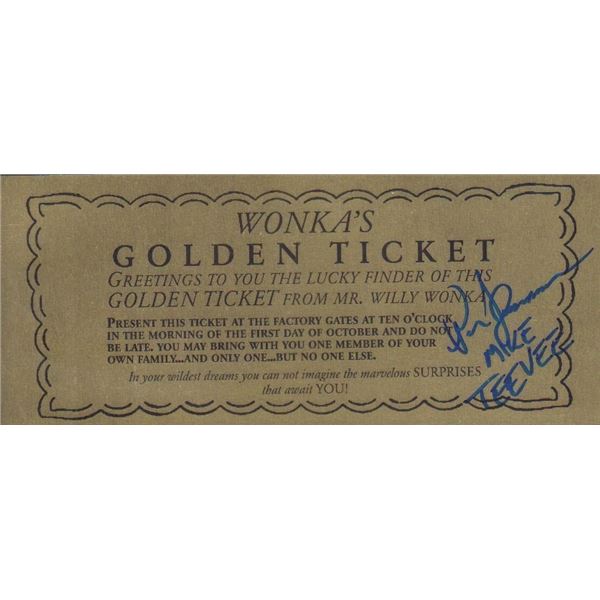 WONKA'S
GOLDEN TICKET
GREETINGS TO YOU THE LUCKY FINDER OF THIS
GOLDEN TICKET FROM MR. WILLY WONKA
PRESENT THIS TICKET AT THE FACTORY GATES AT TEN O'CLOCK
IN THE MORNING OF THE FIRST DAY OF OCTOBER AND DO NOT
BE LATE. YOU MAY BRING WITH YOU ONE MEMBER OF YOUR
OWN FAMILY...AND ONLY ONE...BUT NO ONE ELSE.
In your wildest dreams you can not imagine the marvelous SURPRISES
that await YOU!
MIKE
TEEVEE